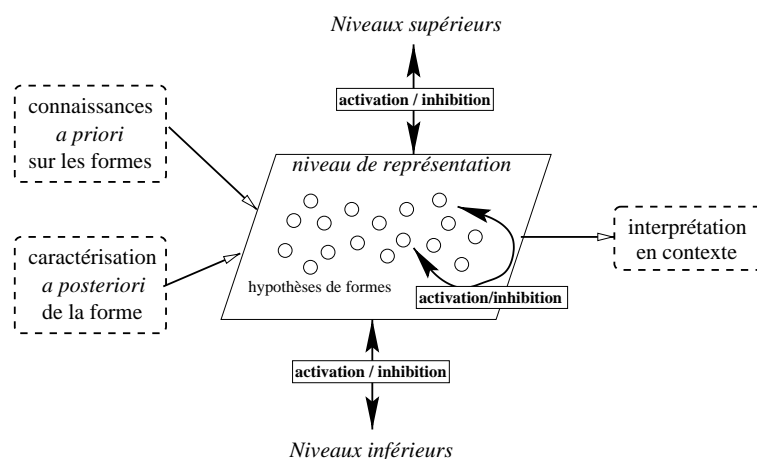 Niveaux supérieurs
activation / inhibition
connaissances
a priori
sur les formes
niveau de représentation
caractérisation
a posteriori
de la forme
hypothèses de formes
activation/inhibition
interprétation
en contexte
activation / inhibition
Niveaux inférieurs